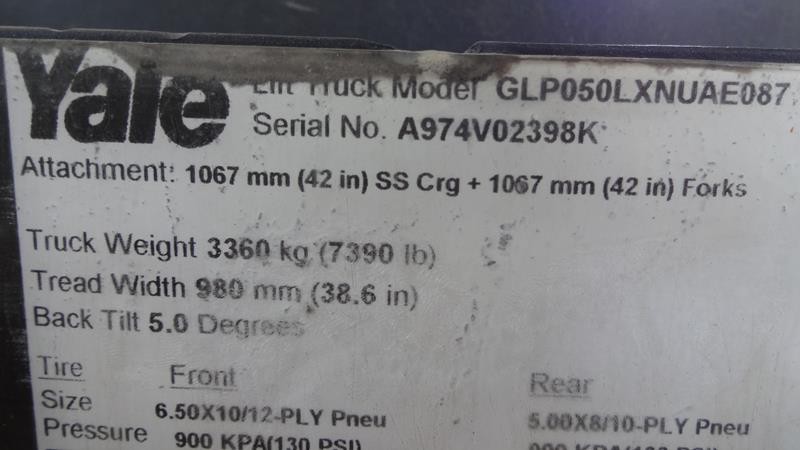 Yale
Lift Truck Model GLP050LXNUAE087
Serial No. A974V02398K
Attachment: 1067 mm (42 in) SS Crg + 1067 mm (42 in) Forks
Truck Weight 3360 kg (7390 lb)
Tread Width 980 mm (38.6 in)
Back Tilt 5.0 Degrees
Tire Front Rear
Size 6.50X10/12-PLY Pneu 5.00X8/10-PLY Pneu
Pressure 900 KPA(130 PSI)